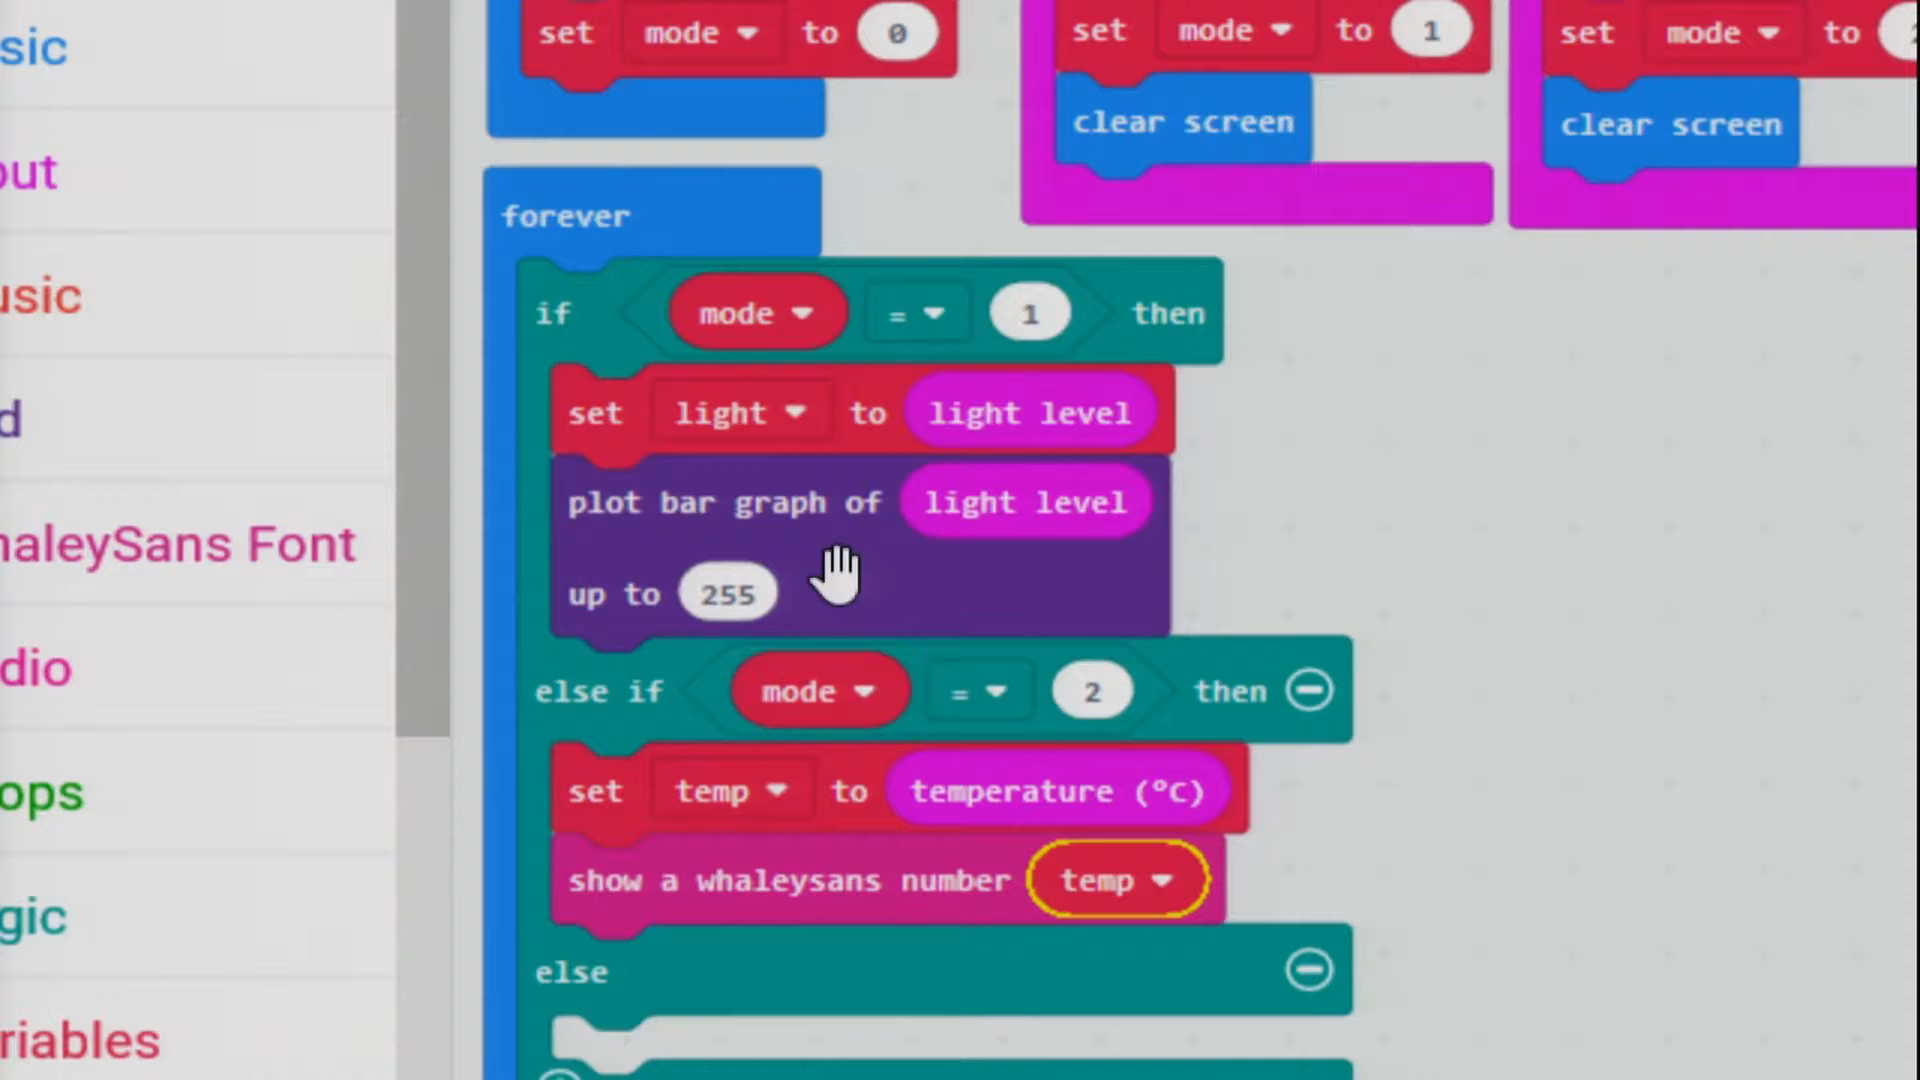 sic
out
usic
d
haleySans Font
dio
ops
gic
riables
set mode to 0
set mode to 1
clear screen
set mode to
clear screen
forever
if mode = 1 then
set light to light level
plot bar graph of light level
up to 255
else if mode = 2 then
set temp to temperature (°C)
show a whaleysans number temp
else